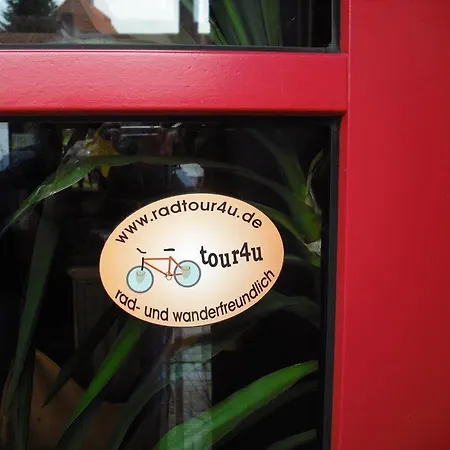 www.radtour4u.de
tour4u
rad- und wanderfreundlich